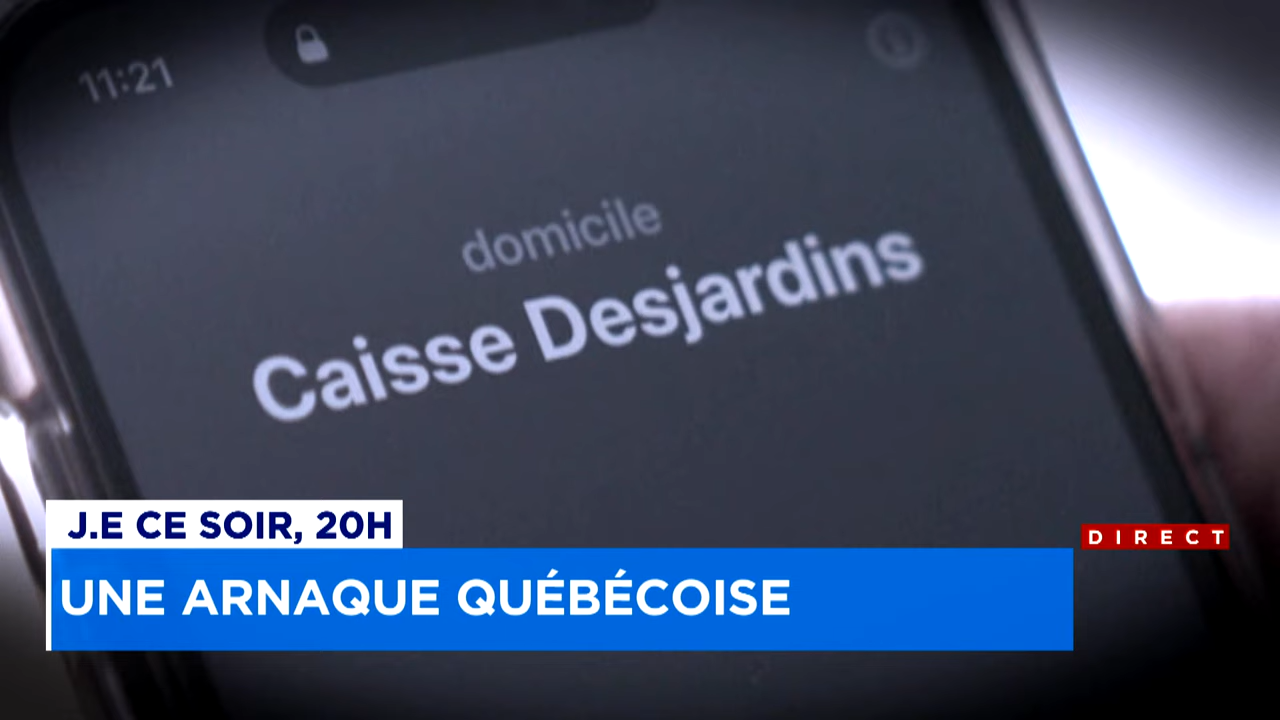 11:21
domicile
Caisse Desjardins
J.E CE SOIR, 20H
DIRECT
UNE ARNAQUE QUÉBÉCOISE